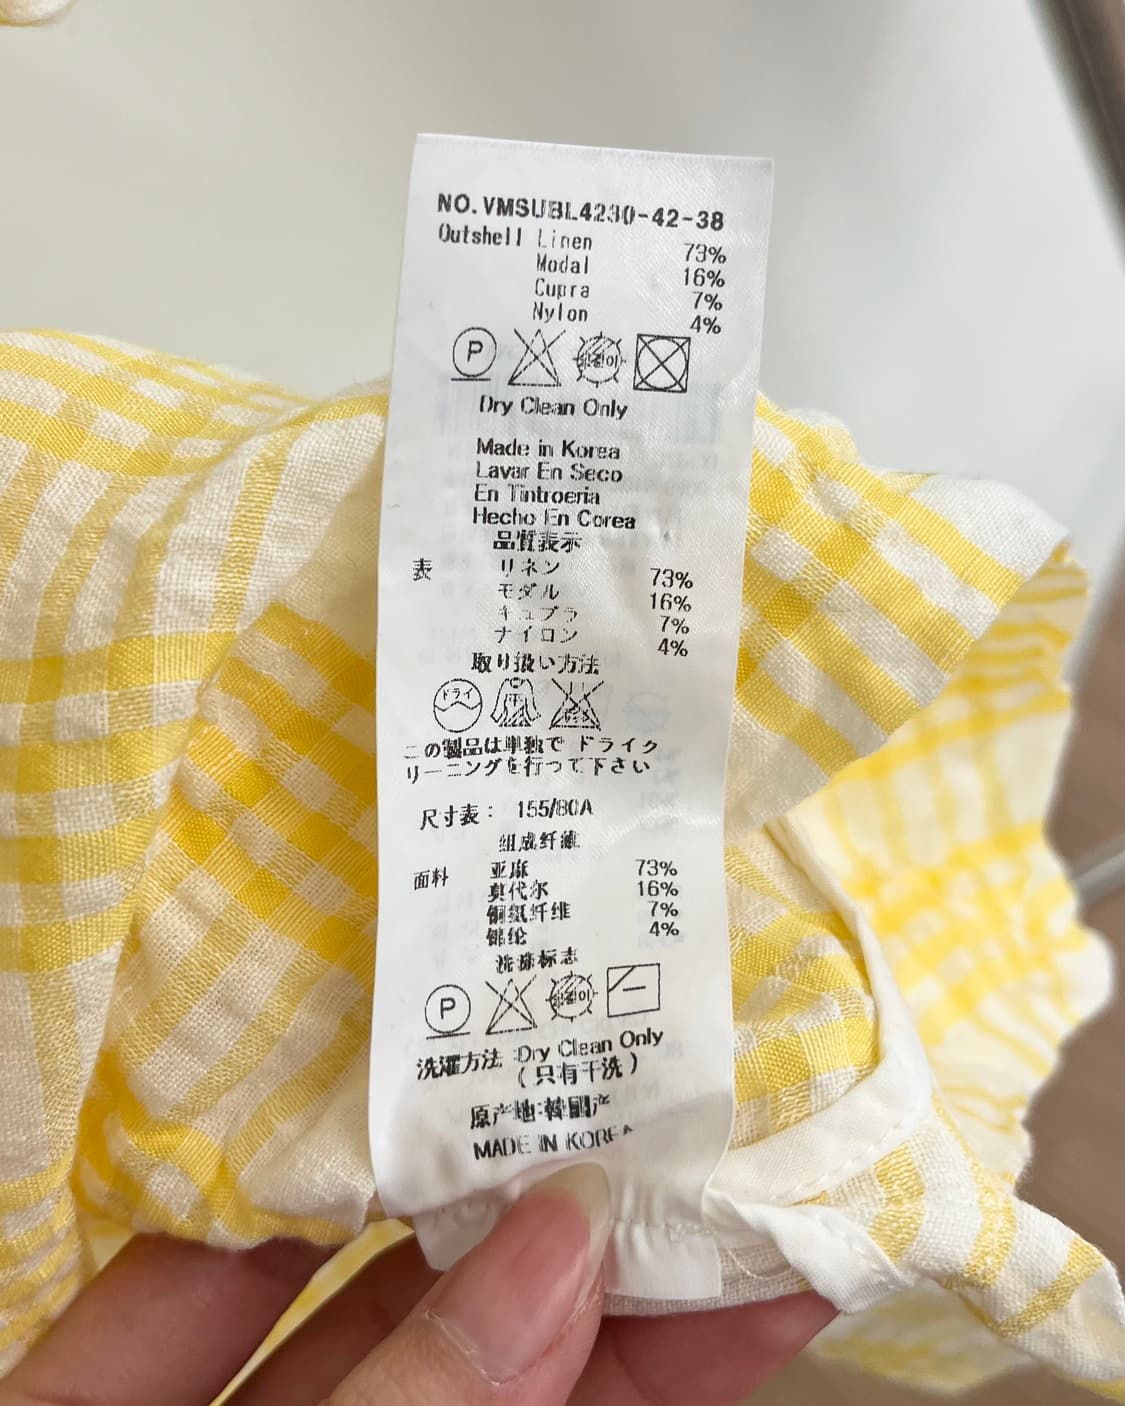 NO.VMSUBL4230-42-38
Outshell Linen 73%
Modal 16%
Cupra 7%
Nylon 4%
P
Dry Clean Only
Made in Korea
Lavar En Seco
En Tintroeria
Hecho En Corea
品質表示
表 リネン 73%
モダル 16%
キュプラ 7%
ナイロン 4%
取り扱い方法
ドライ
この製品は単独で ドライク
リーニングを行って下さい
尺寸表： 155/80A
组成纤維
面料 亚麻 73%
莫代尔 16%
铜氨纤维 7%
锦纶 4%
洗涤标志
P
洗濯方法 :Dry Clean Only
(只有干洗)
原产地:韓國产
MADE IN KOREA